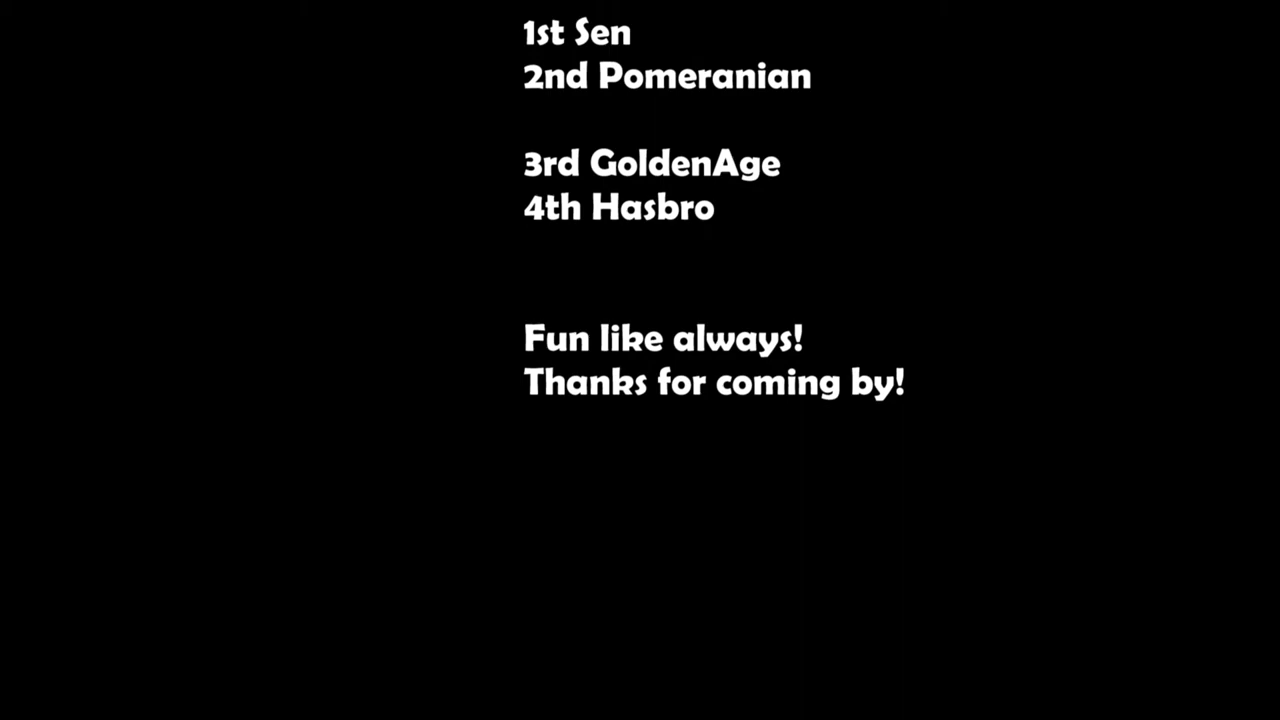 1st Sen
2nd Pomeranian
3rd GoldenAge
4th Hasbro
Fun like always!
Thanks for coming by!